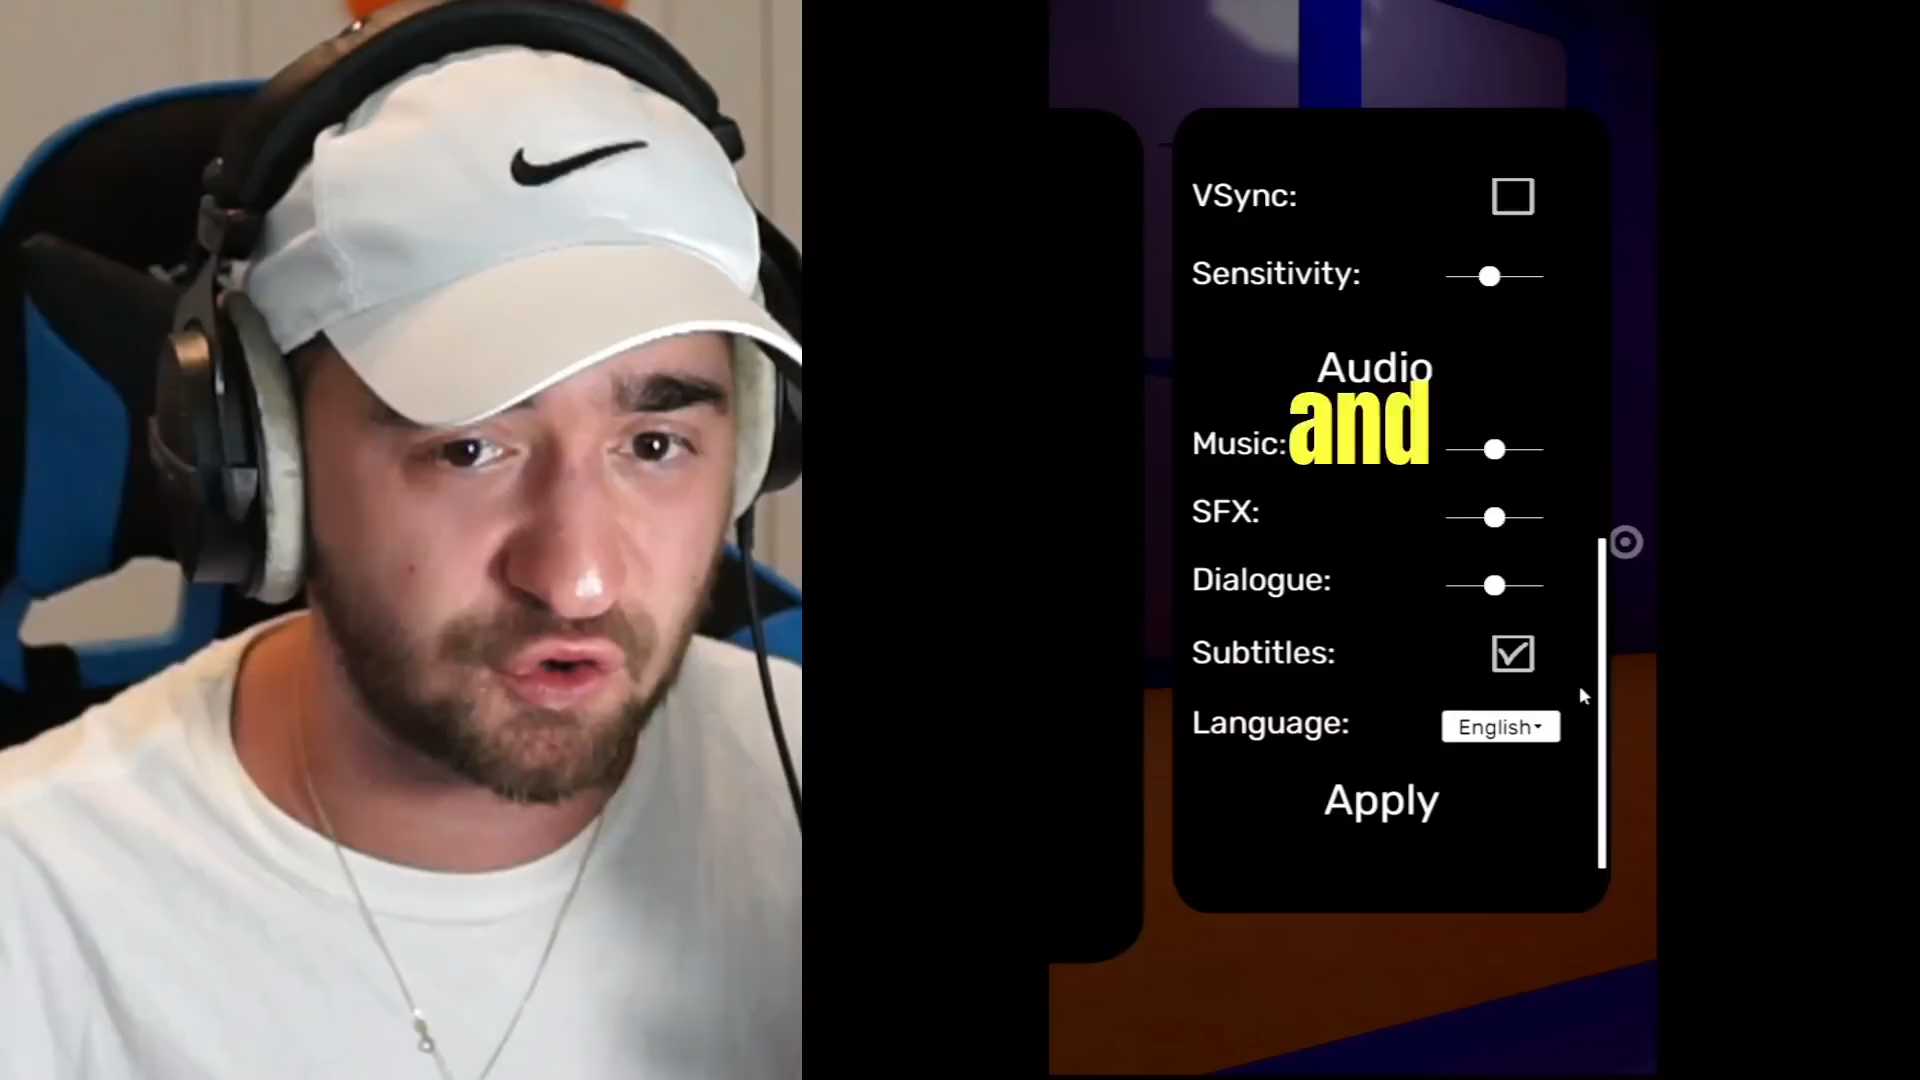 VSync:
Sensitivity:
Audio
and
Music:
SFX:
Dialogue:
Subtitles:
Language: English
Apply